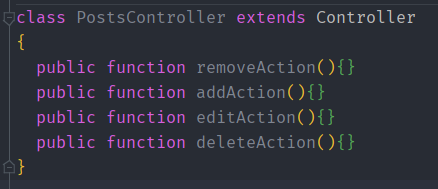 class PostsController extends Controller
{
  public function removeAction(){}
  public function addAction(){}
  public function editAction(){}
  public function deleteAction(){}
}